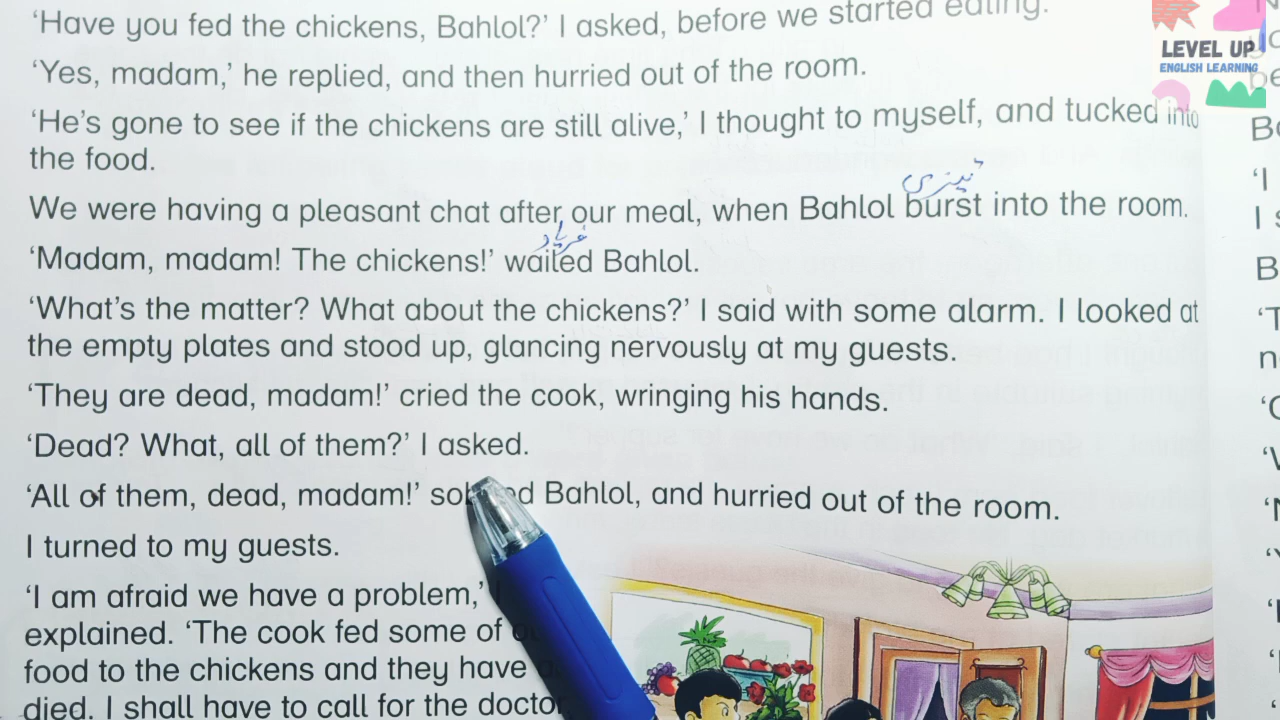 ‘Have you fed the chickens, Bahlol?’ I asked, before we started eating.
‘Yes, madam,’ he replied, and then hurried out of the room.
‘He’s gone to see if the chickens are still alive,’ I thought to myself, and tucked into
the food.
We were having a pleasant chat after our meal, when Bahlol burst into the room.
فریاد
‘Madam, madam! The chickens!’ wailed Bahlol.
‘What’s the matter? What about the chickens?’ I said with some alarm. I looked at
the empty plates and stood up, glancing nervously at my guests.
‘They are dead, madam!’ cried the cook, wringing his hands.
‘Dead? What, all of them?’ I asked.
‘All of them, dead, madam!’ Bahlol, and hurried out of the room.
I turned to my guests.
‘I am afraid we have a problem,’
explained. ‘The cook fed some of
food to the chickens and they have
died. I shall have to call for the doctor
LEVEL UP
ENGLISH LEARNING